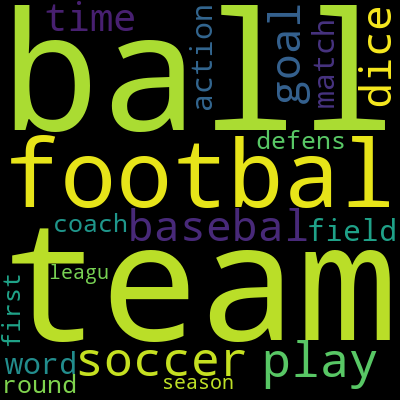 time
action
goal
match
dice
ball
defens
footbal
coach
basebal
field
leagu
team
first
word
soccer
play
round
season